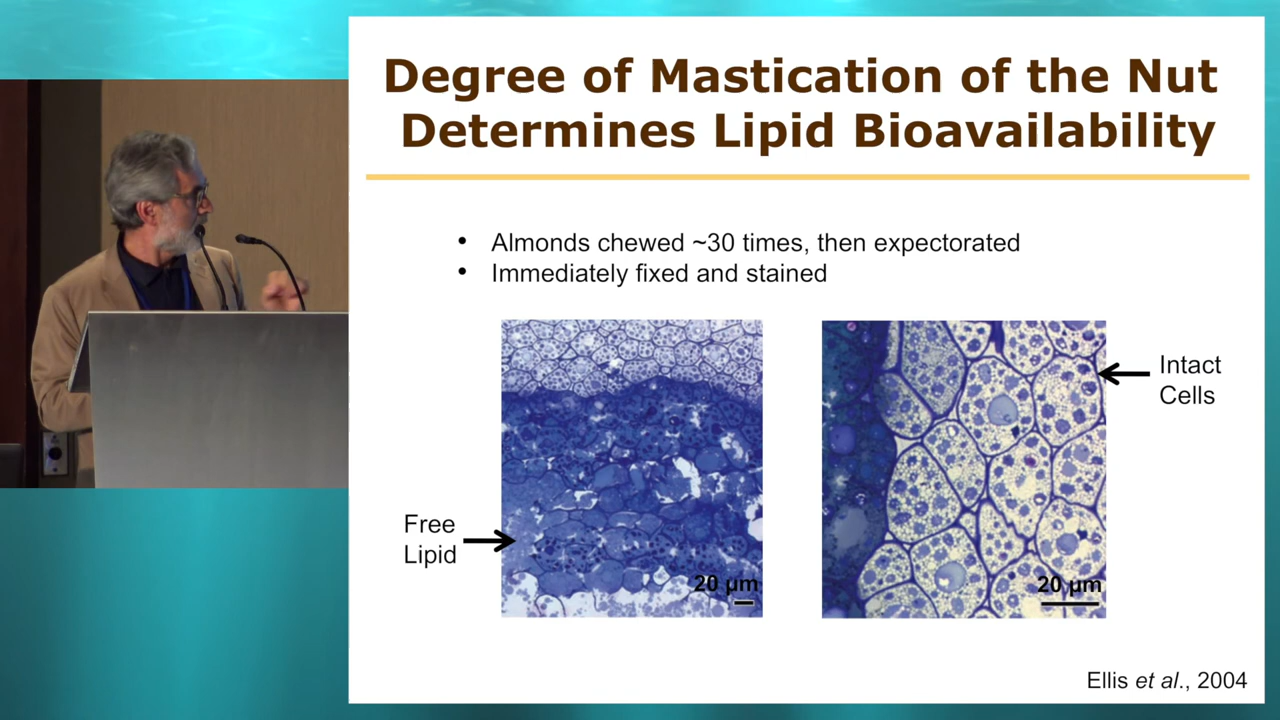 Degree of Mastication of the Nut
Determines Lipid Bioavailability
• Almonds chewed ~30 times, then expectorated
• Immediately fixed and stained
Intact
Cells
Free
Lipid
20 µm
20 µm
Ellis et al., 2004